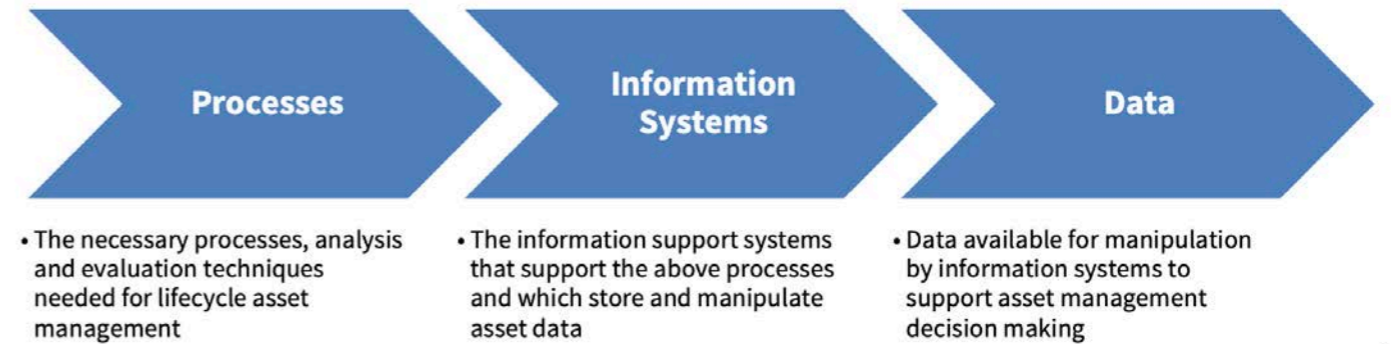 Processes
Information
Systems
Data
• The necessary processes, analysis
and evaluation techniques
needed for lifecycle asset
management
• The information support systems
that support the above processes
and which store and manipulate
asset data
• Data available for manipulation
by information systems to
support asset management
decision making